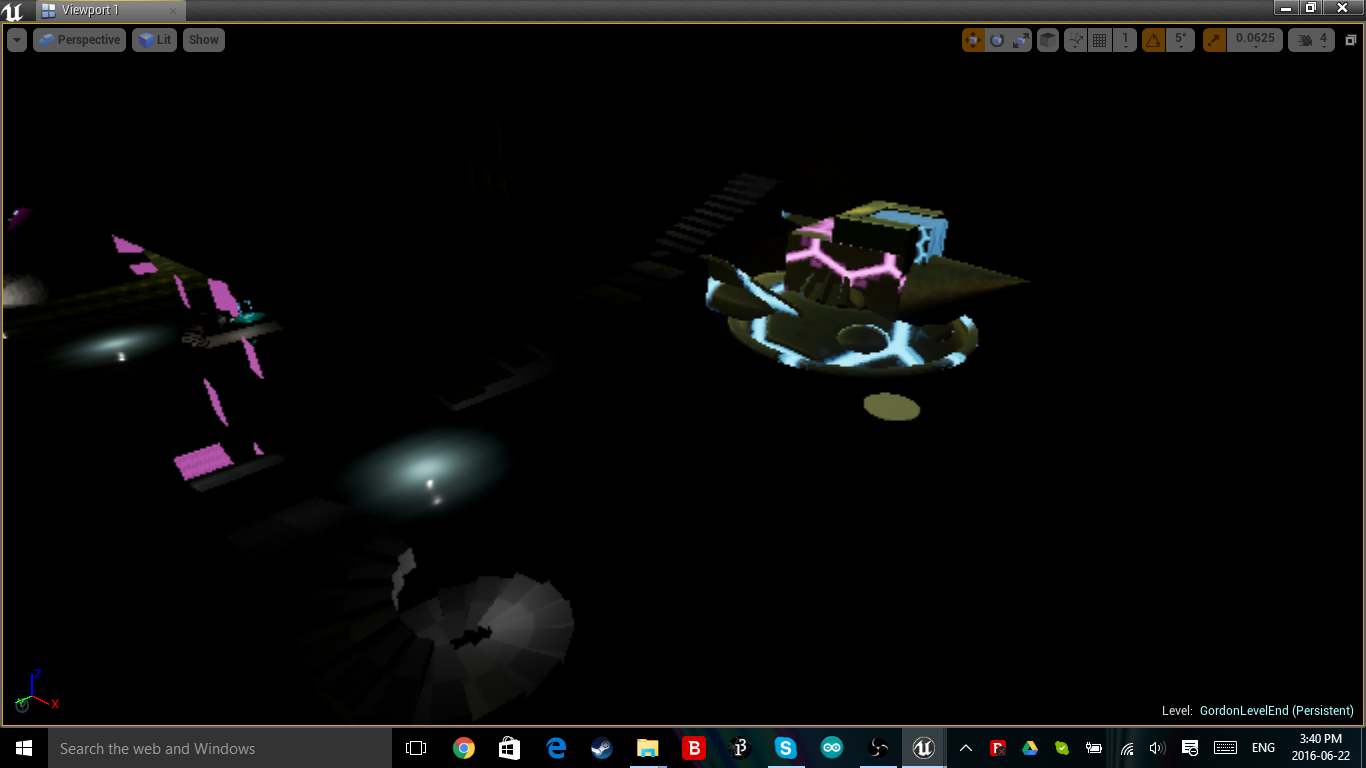 Viewport 1
Perspective
Lit
Show
1
5°
0.0625
4
Z
X
Y
Level: GordonLevelEnd (Persistent)
Search the web and Windows
B
i3
ENG
3:40 PM
2016-06-22